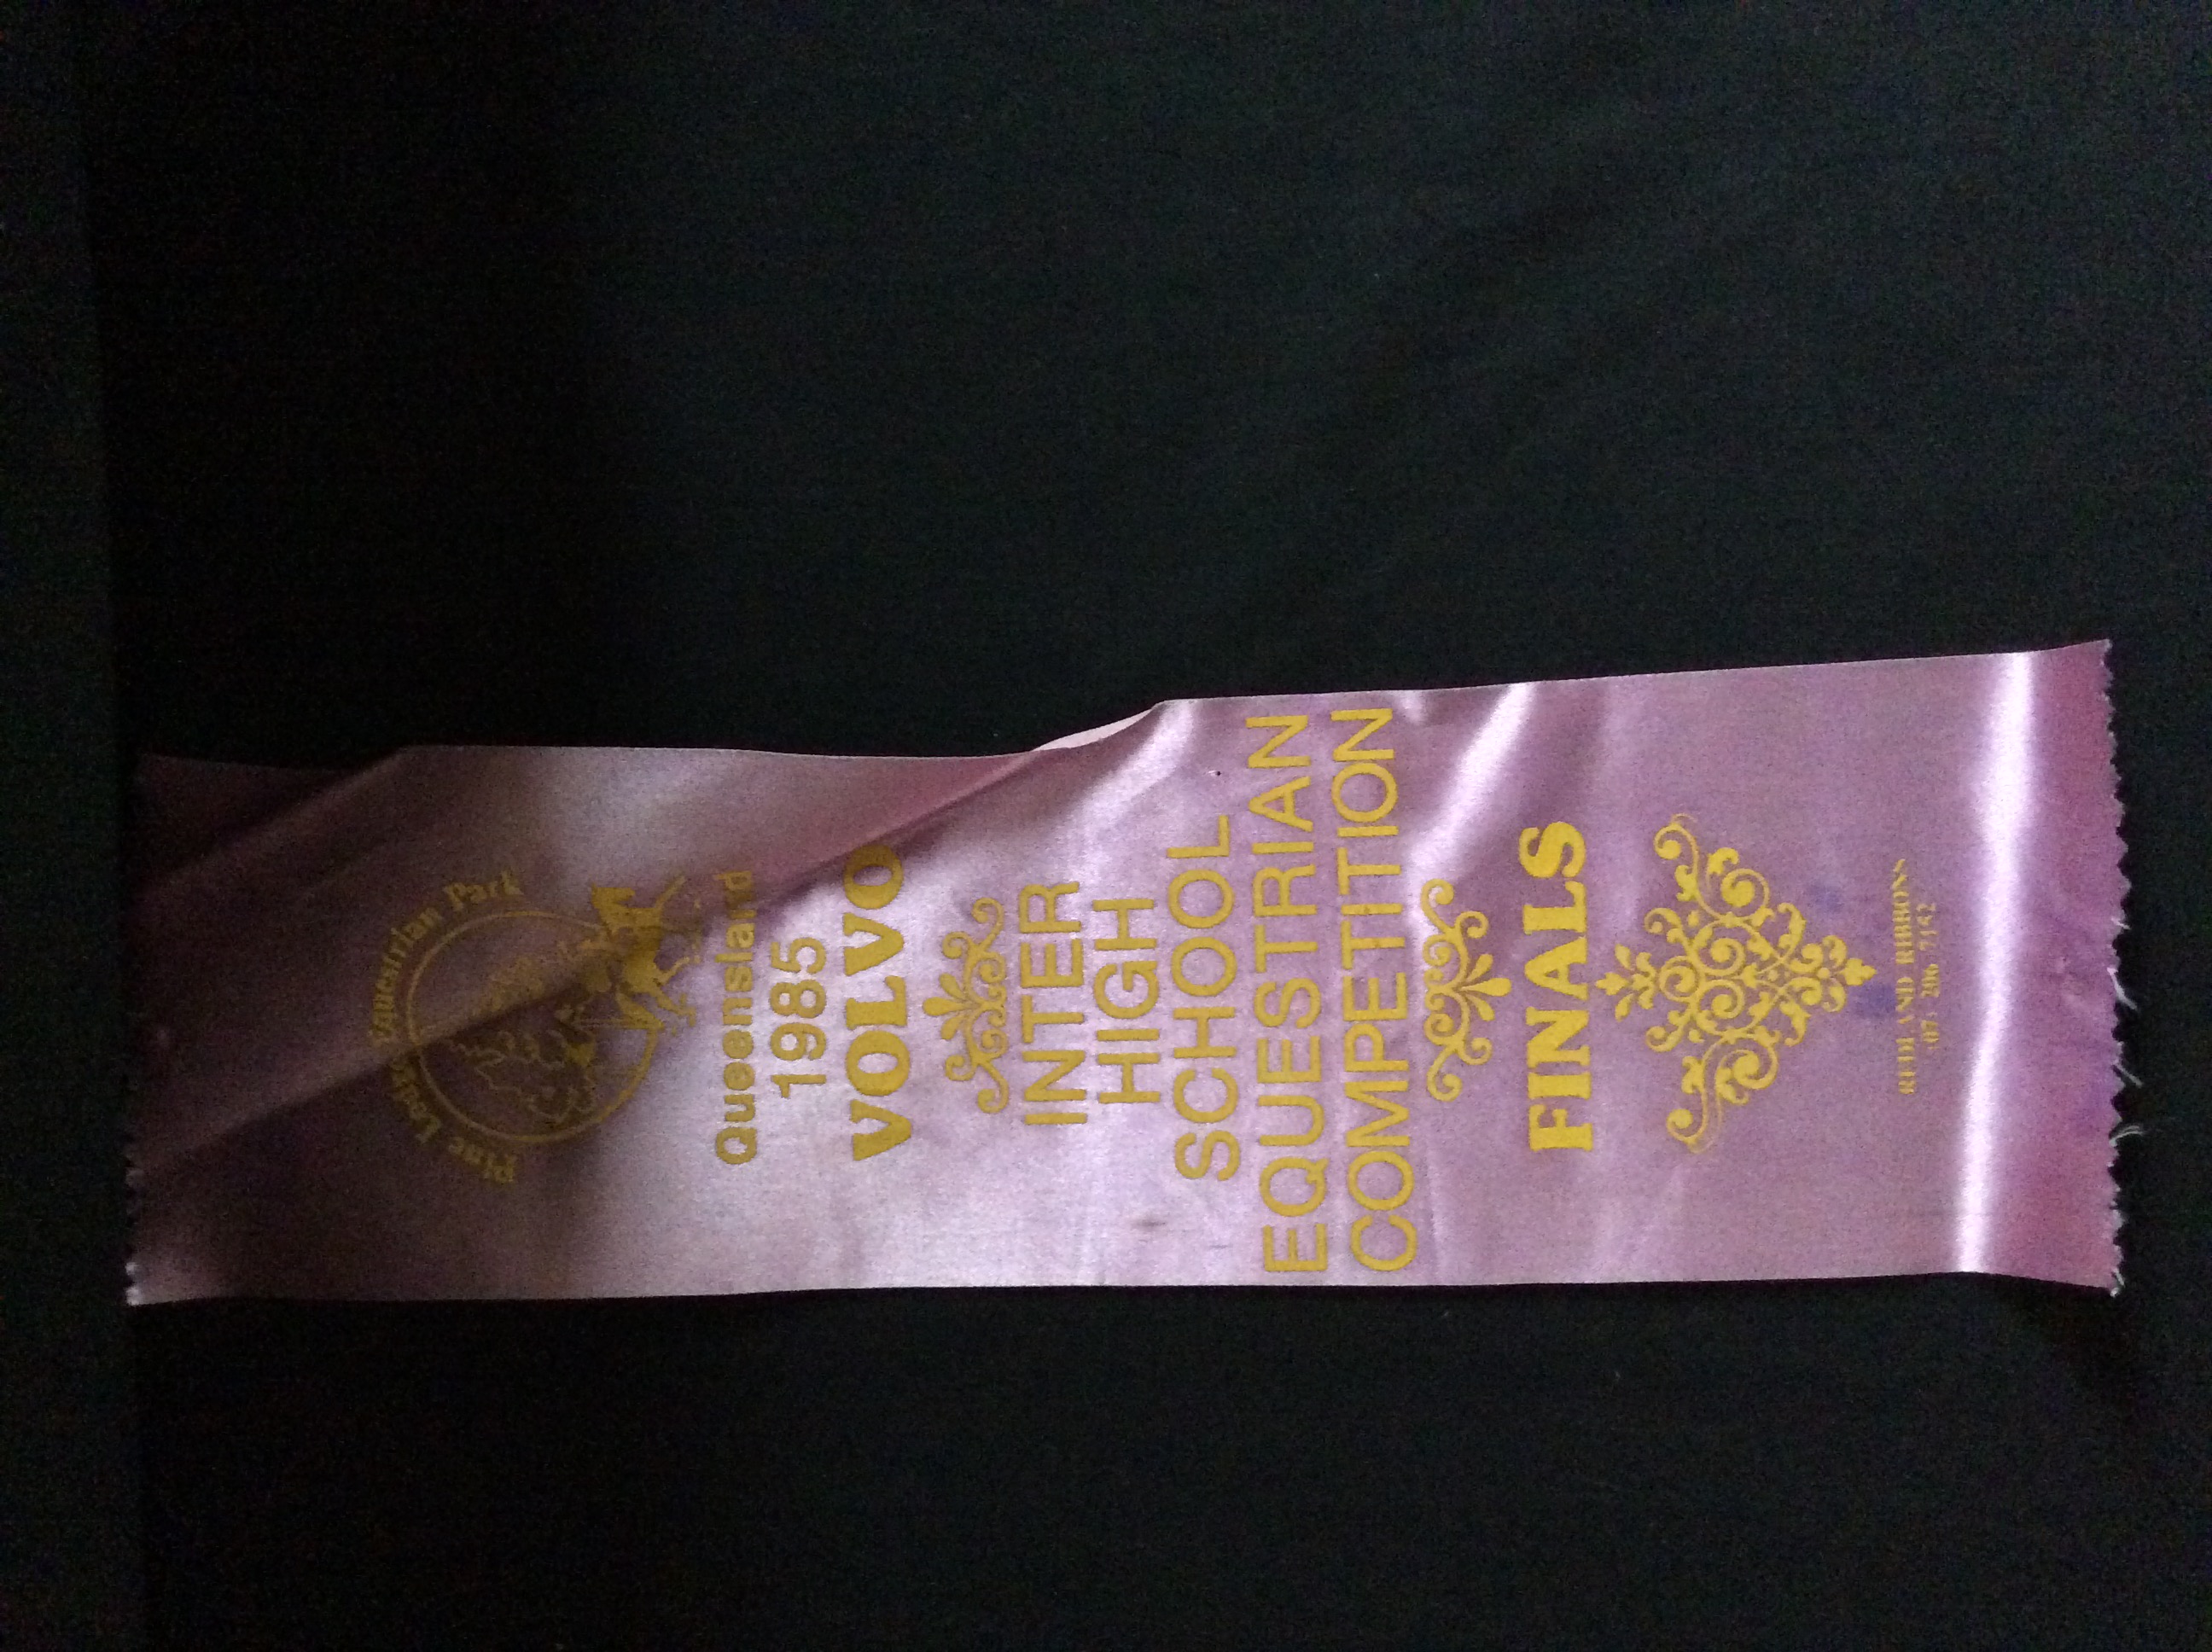 Pine Lodge Equestrian Park
Queensland
1985
VOLVO
INTER
HIGH
SCHOOL
EQUESTRIAN
COMPETITION
FINALS
REDLAND RIBBONS